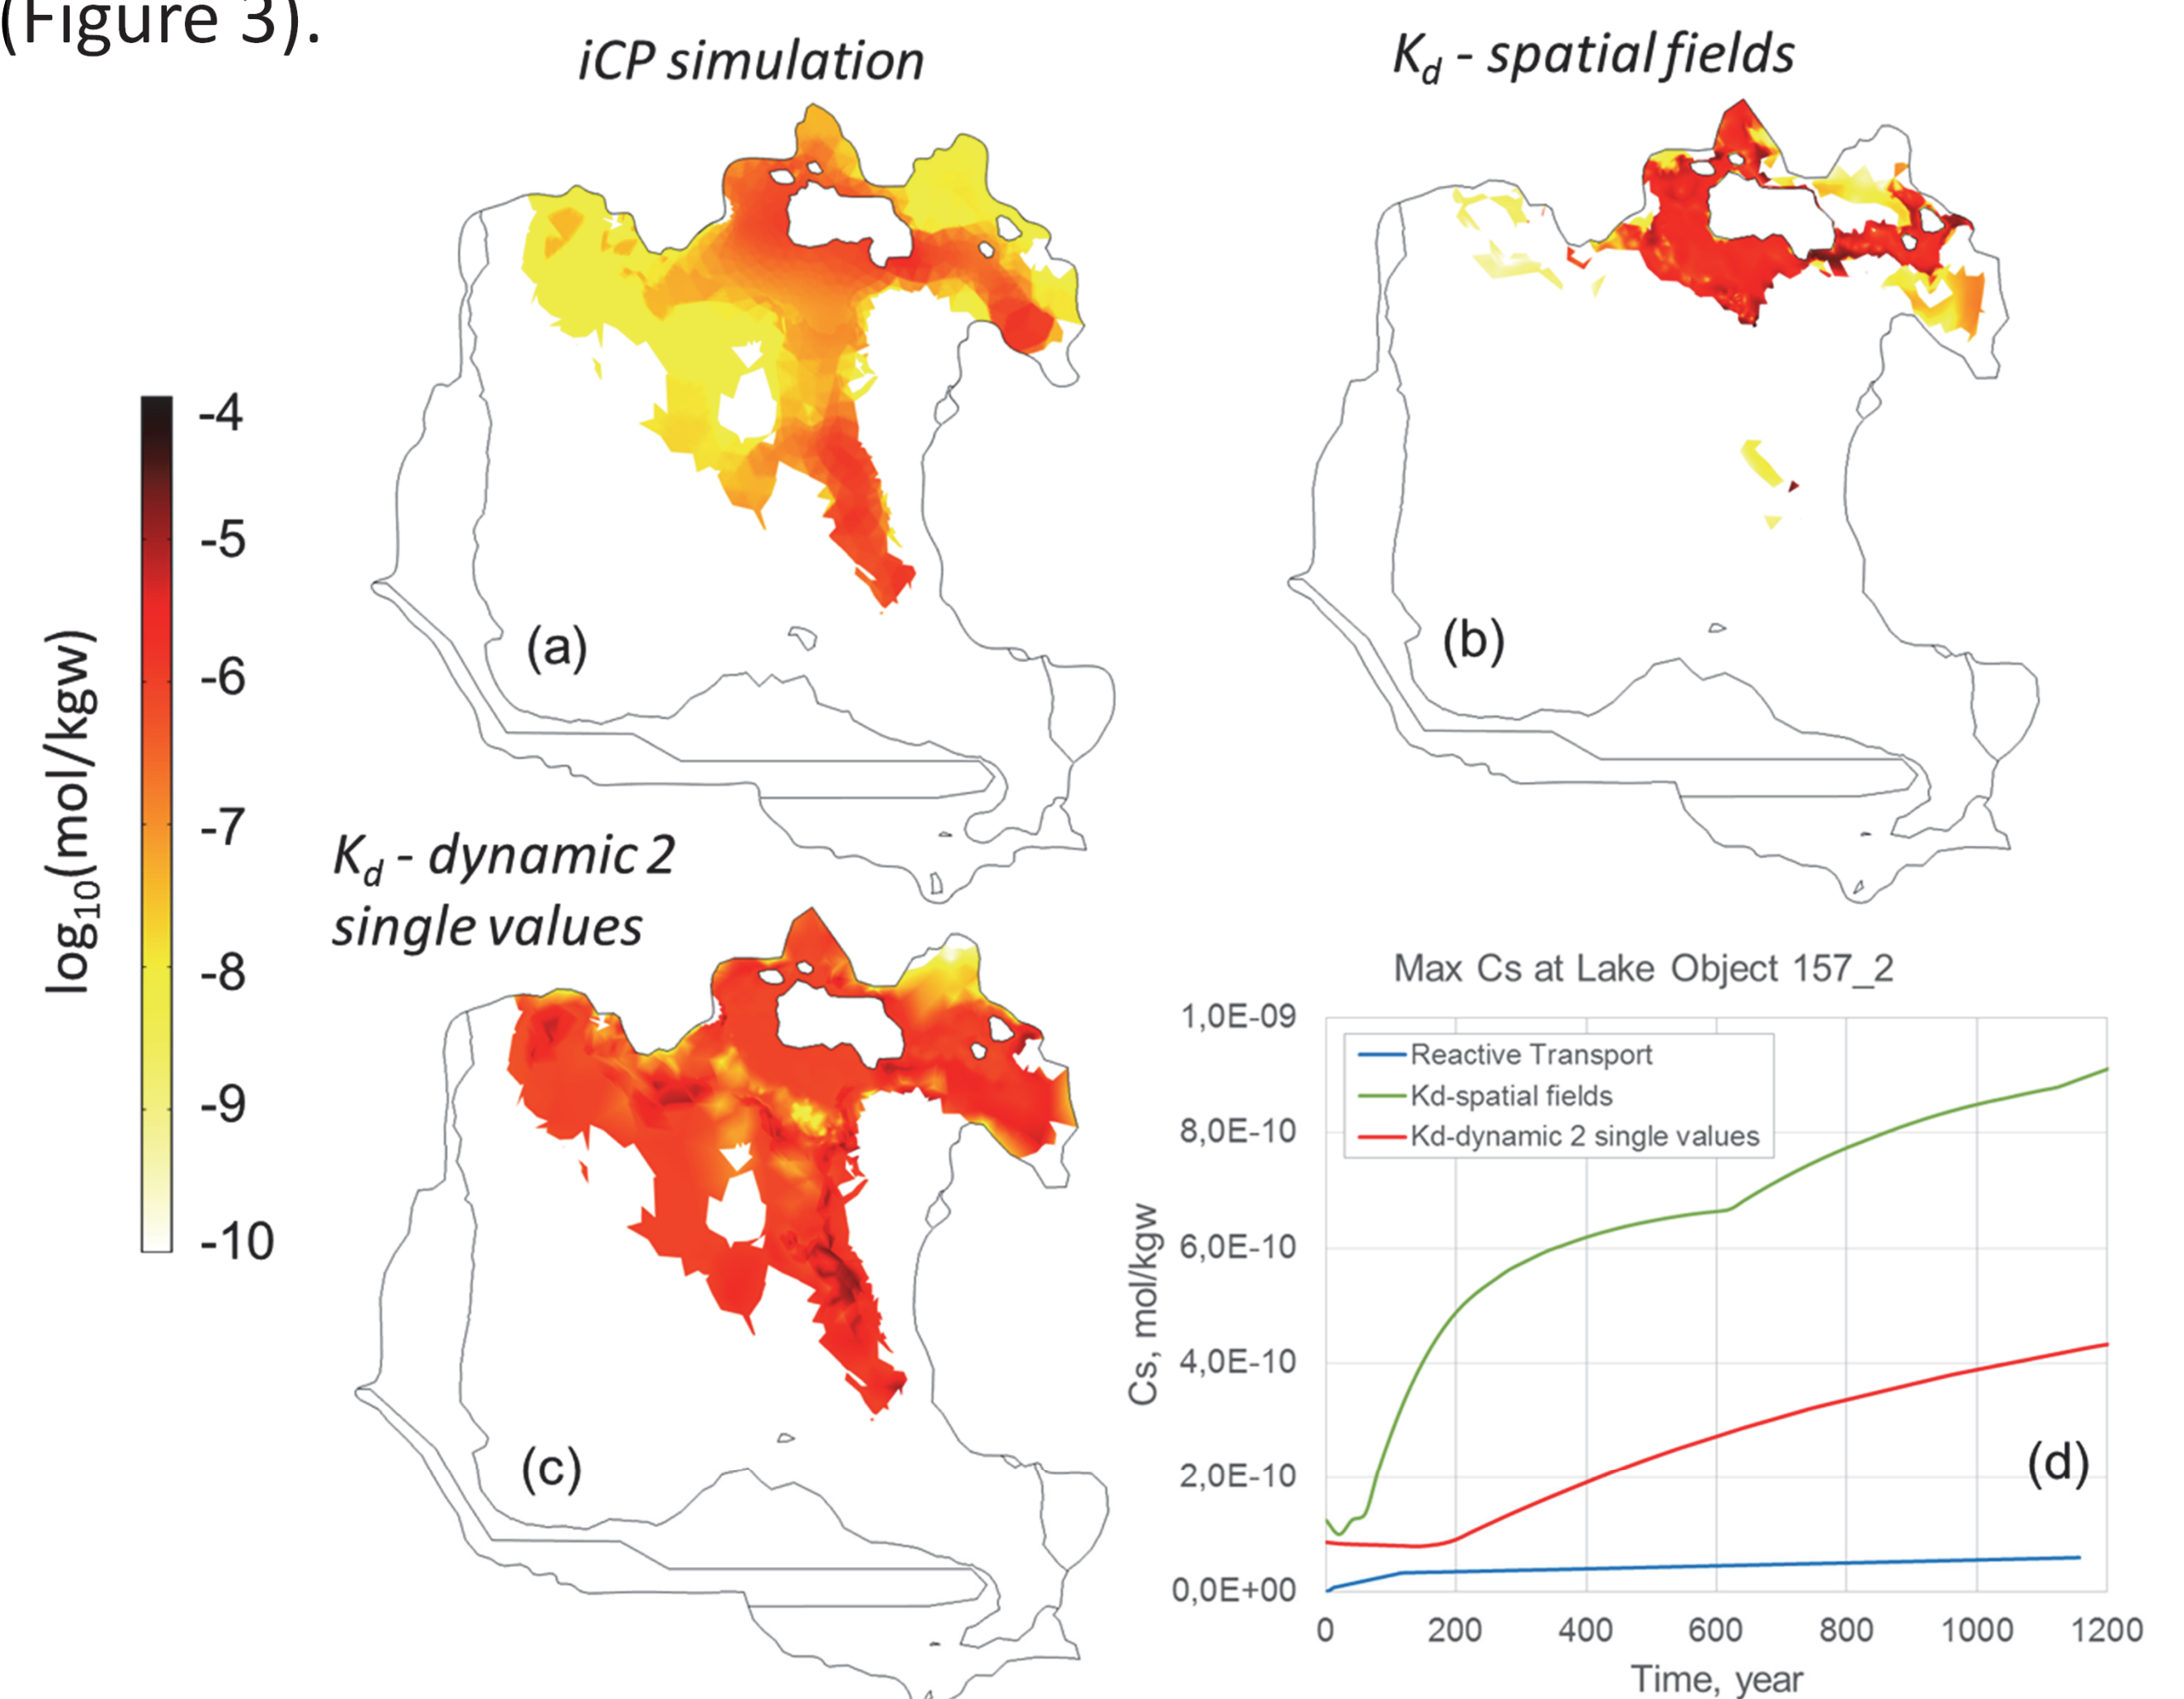 (Figure 3).
iCP simulation
Kd - spatial fields
-4
-5
-6
-7
-8
-9
-10
log10(mol/kgw)
(a)
(b)
Kd - dynamic 2
single values
(c)
Max Cs at Lake Object 157_2
1,0E-09
8,0E-10
6,0E-10
4,0E-10
2,0E-10
0,0E+00
Cs, mol/kgw
Reactive Transport
Kd-spatial fields
Kd-dynamic 2 single values
(d)
0 200 400 600 800 1000 1200
Time, year